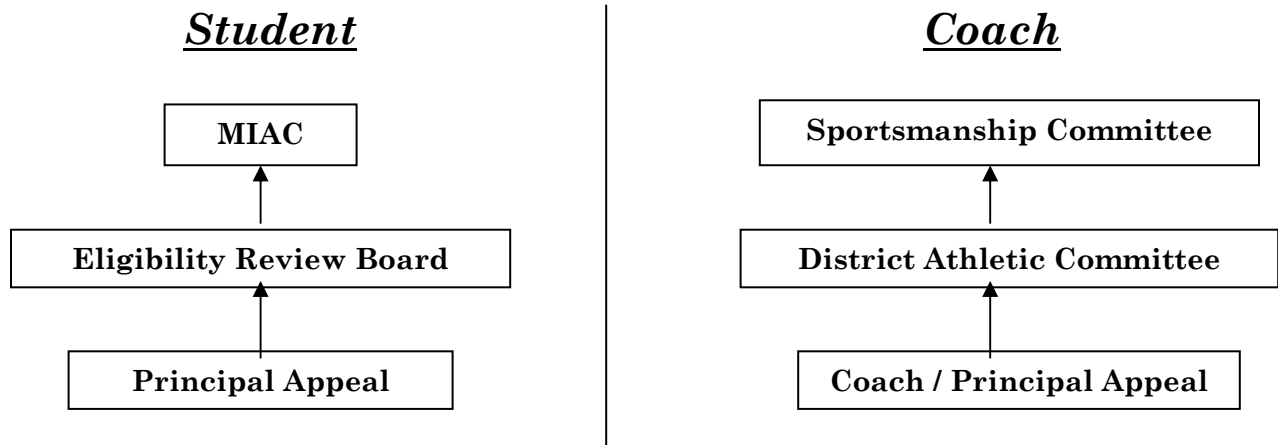 Student
MIAC
Eligibility Review Board
Principal Appeal
Coach
Sportsmanship Committee
District Athletic Committee
Coach / Principal Appeal